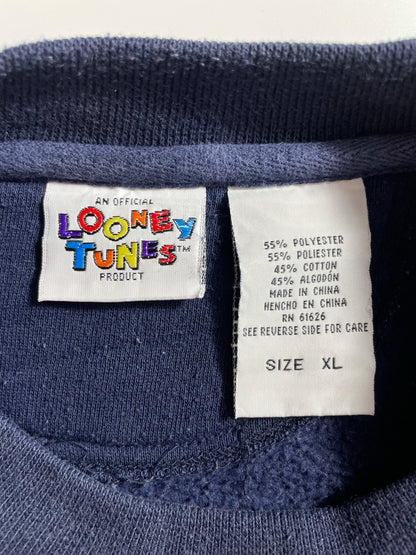 AN OFFICIAL
LOONEY
TUNES™
PRODUCT
55% POLYESTER
55% POLIESTER
45% COTTON
45% ALGODÓN
MADE IN CHINA
HENCHO EN CHINA
RN 61626
SEE REVERSE SIDE FOR CARE
SIZE XL